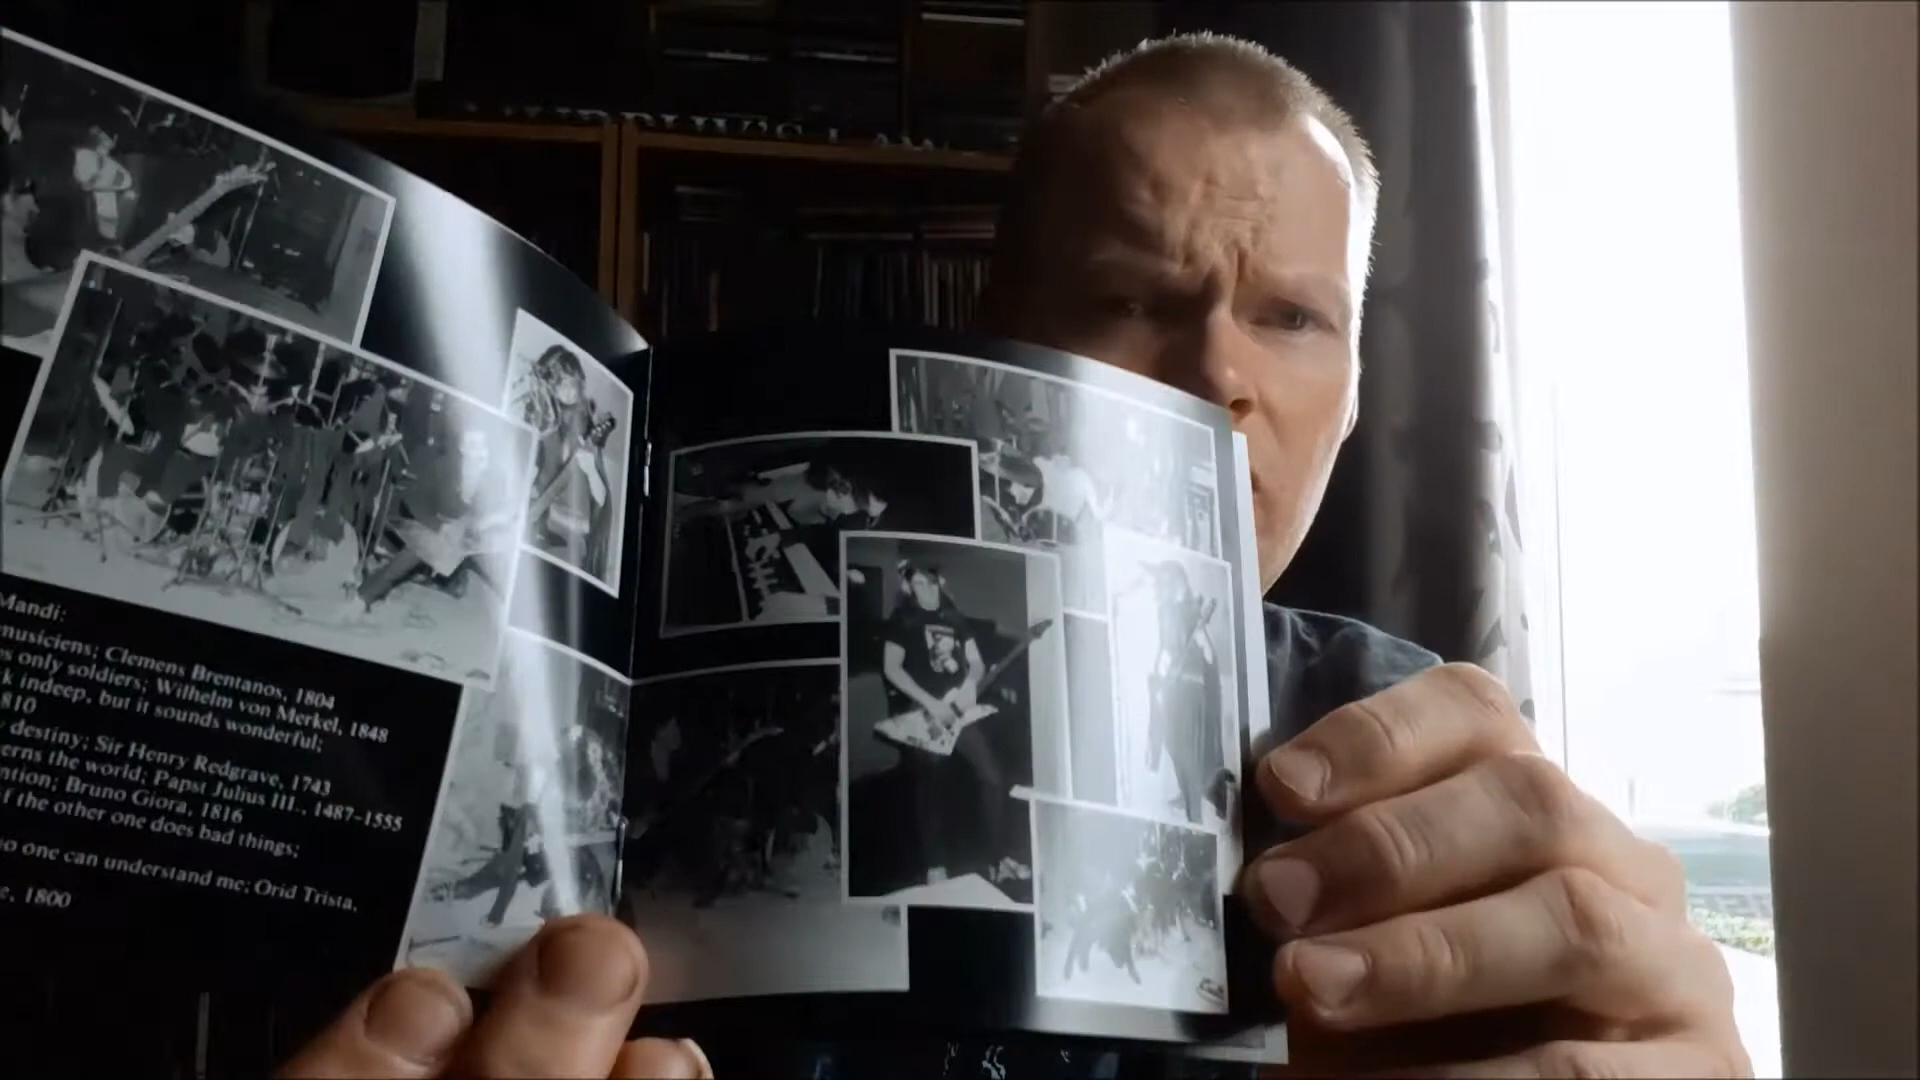 Mandi:
musiciens; Clemens Brentanos, 1804
s only soldiers; Wilhelm von Merkel, 1848
k indeep, but it sounds wonderful;
810
destiny; Sir Henry Redgrave, 1743
erns the world; Papst Julius III., 1487-1555
ntion; Bruno Giora, 1816
f the other one does bad things;
o one can understand me; Orid Trista,
e, 1800